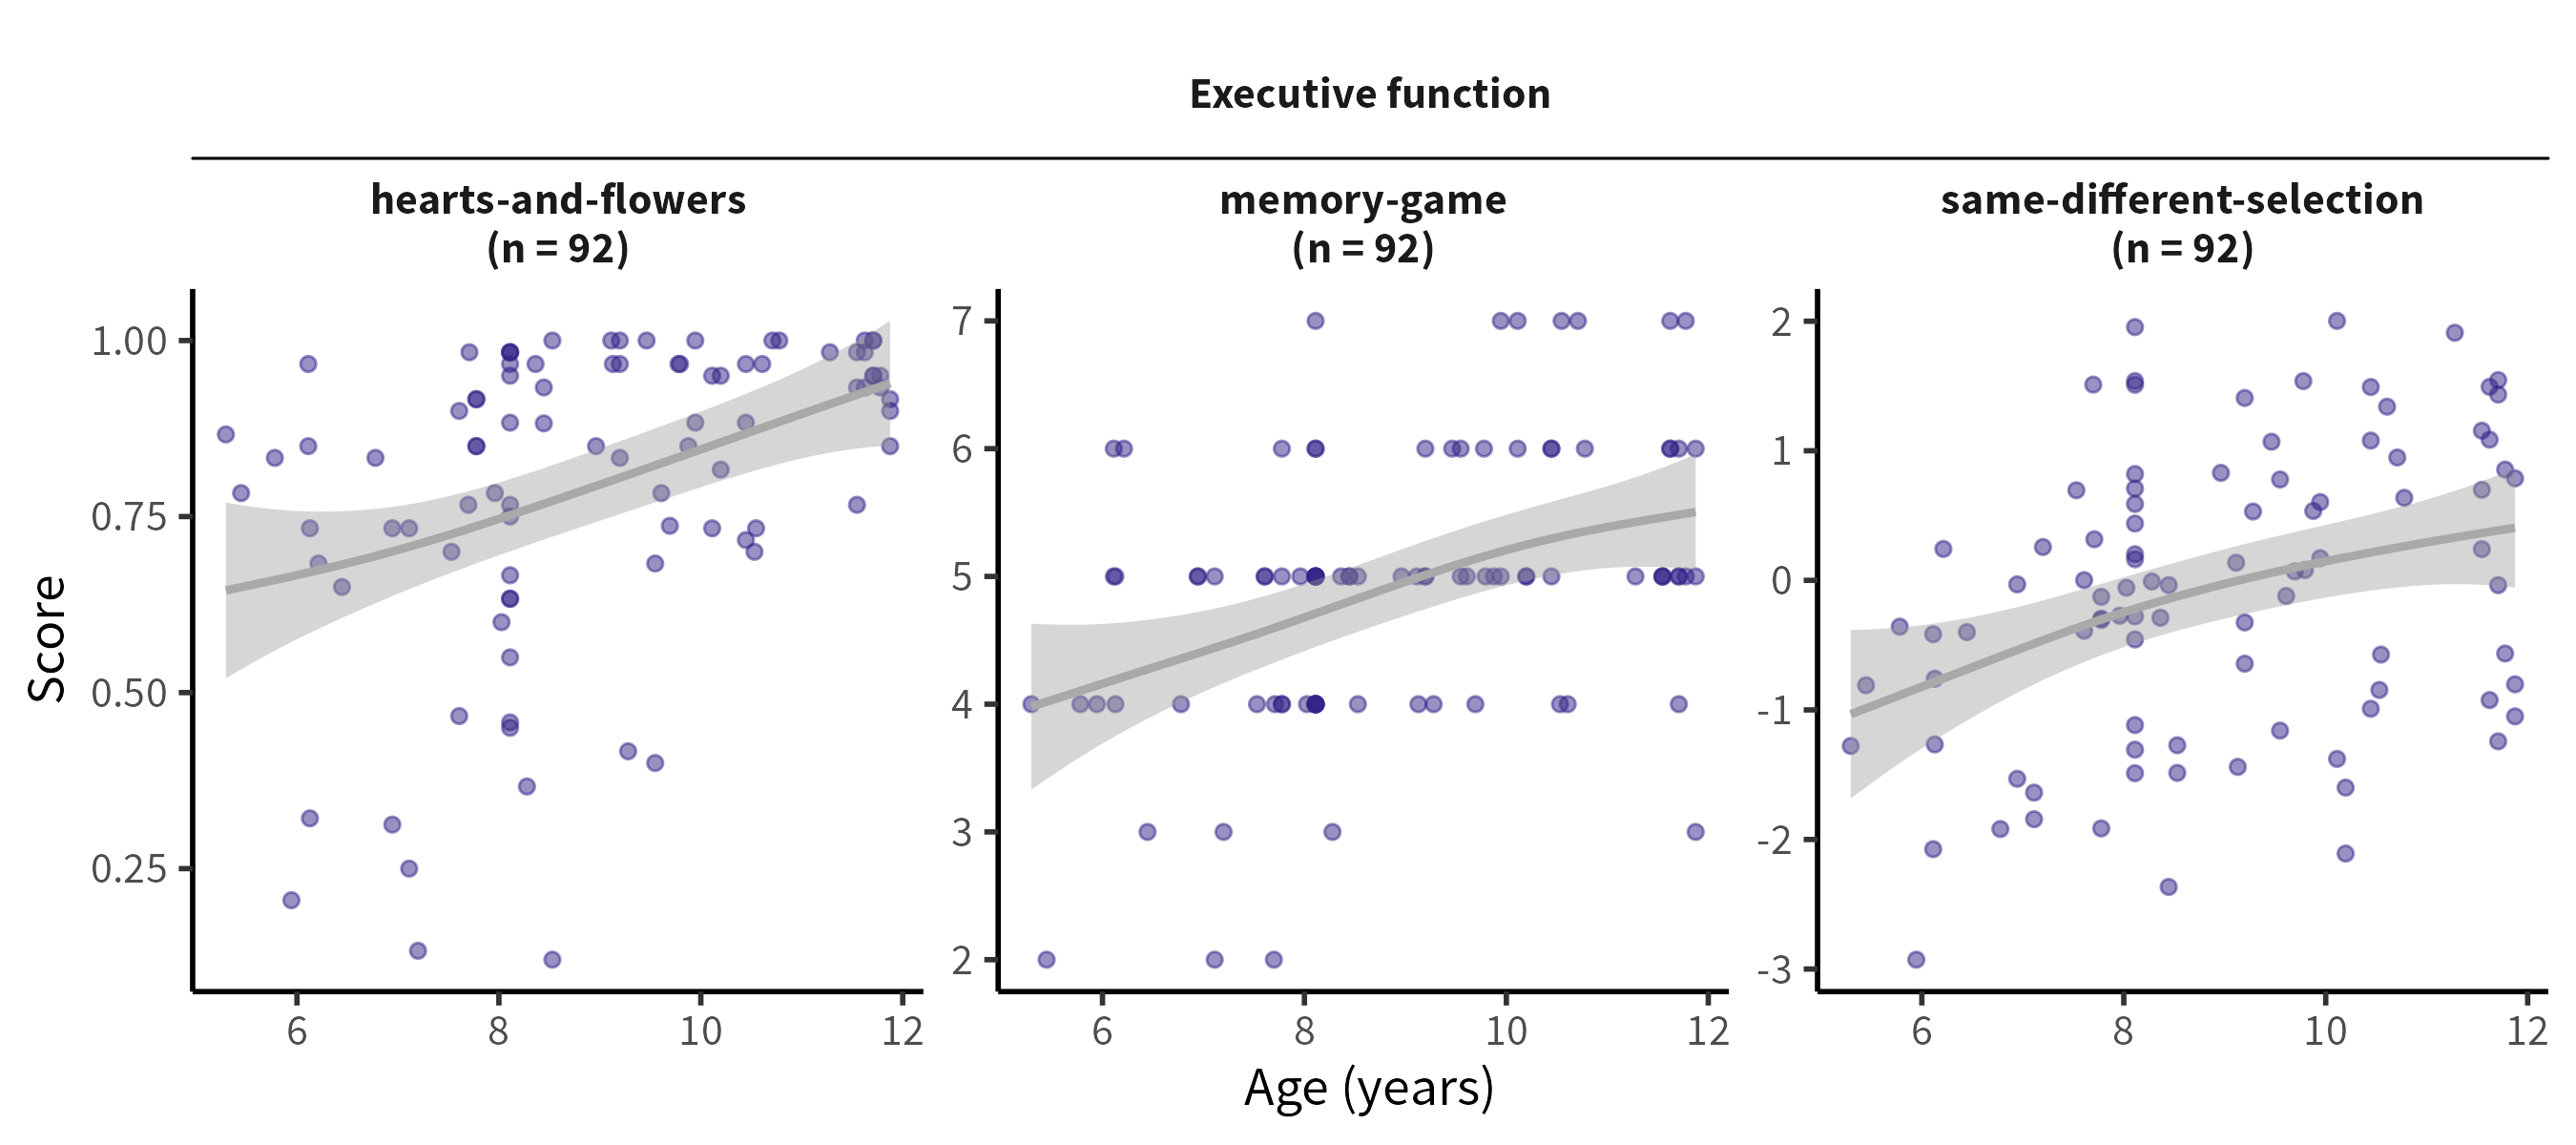 Executive function
hearts-and-flowers
(n = 92)
memory-game
(n = 92)
same-different-selection
(n = 92)
Score
1.00
0.75
0.50
0.25
6 8 10 12
7
6
5
4
3
2
6 8 10 12
2
1
0
-1
-2
-3
6 8 10 12
Age (years)